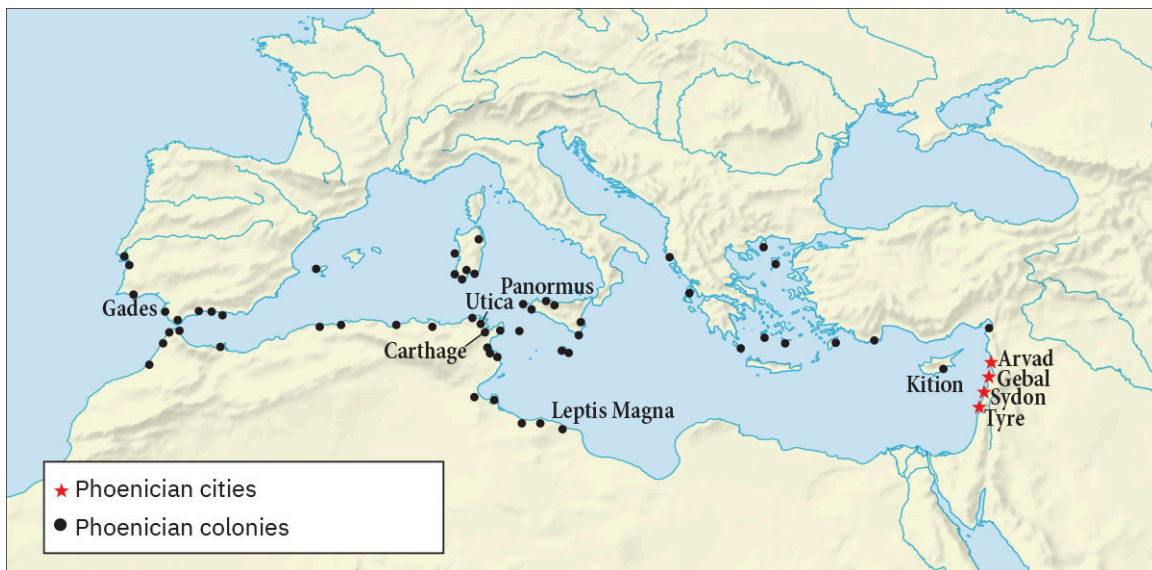 Gades
Utica
Panormus
Carthage
Leptis Magna
Kition
Arvad
Gebal
Sydon
Tyre
Phoenician cities
Phoenician colonies